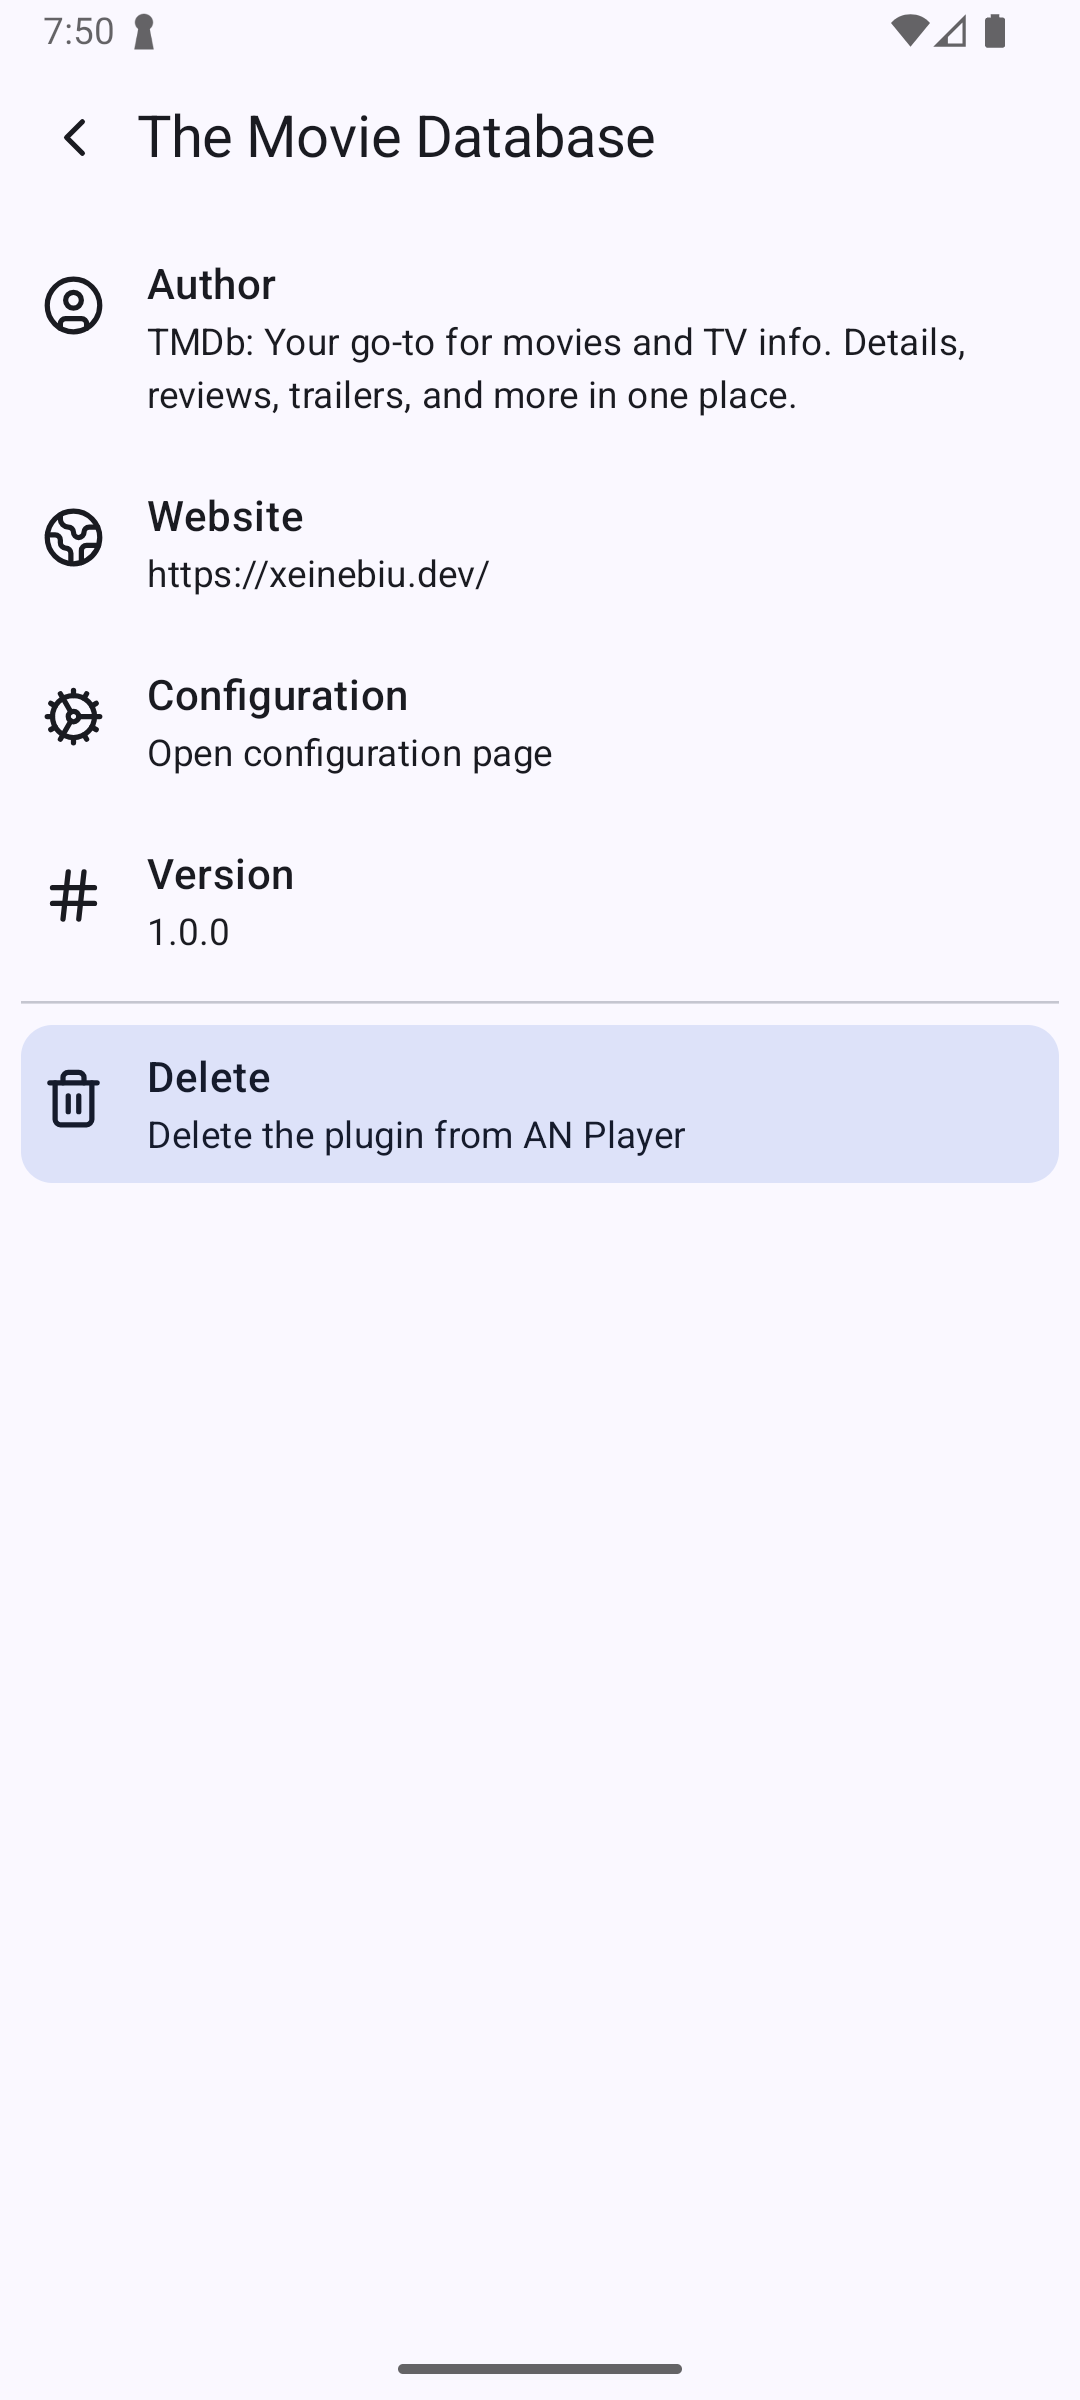 7:50
The Movie Database
Author
TMDb: Your go-to for movies and TV info. Details,
reviews, trailers, and more in one place.
Website
https://xeinebiu.dev/
Configuration
Open configuration page
Version
1.0.0
Delete
Delete the plugin from AN Player